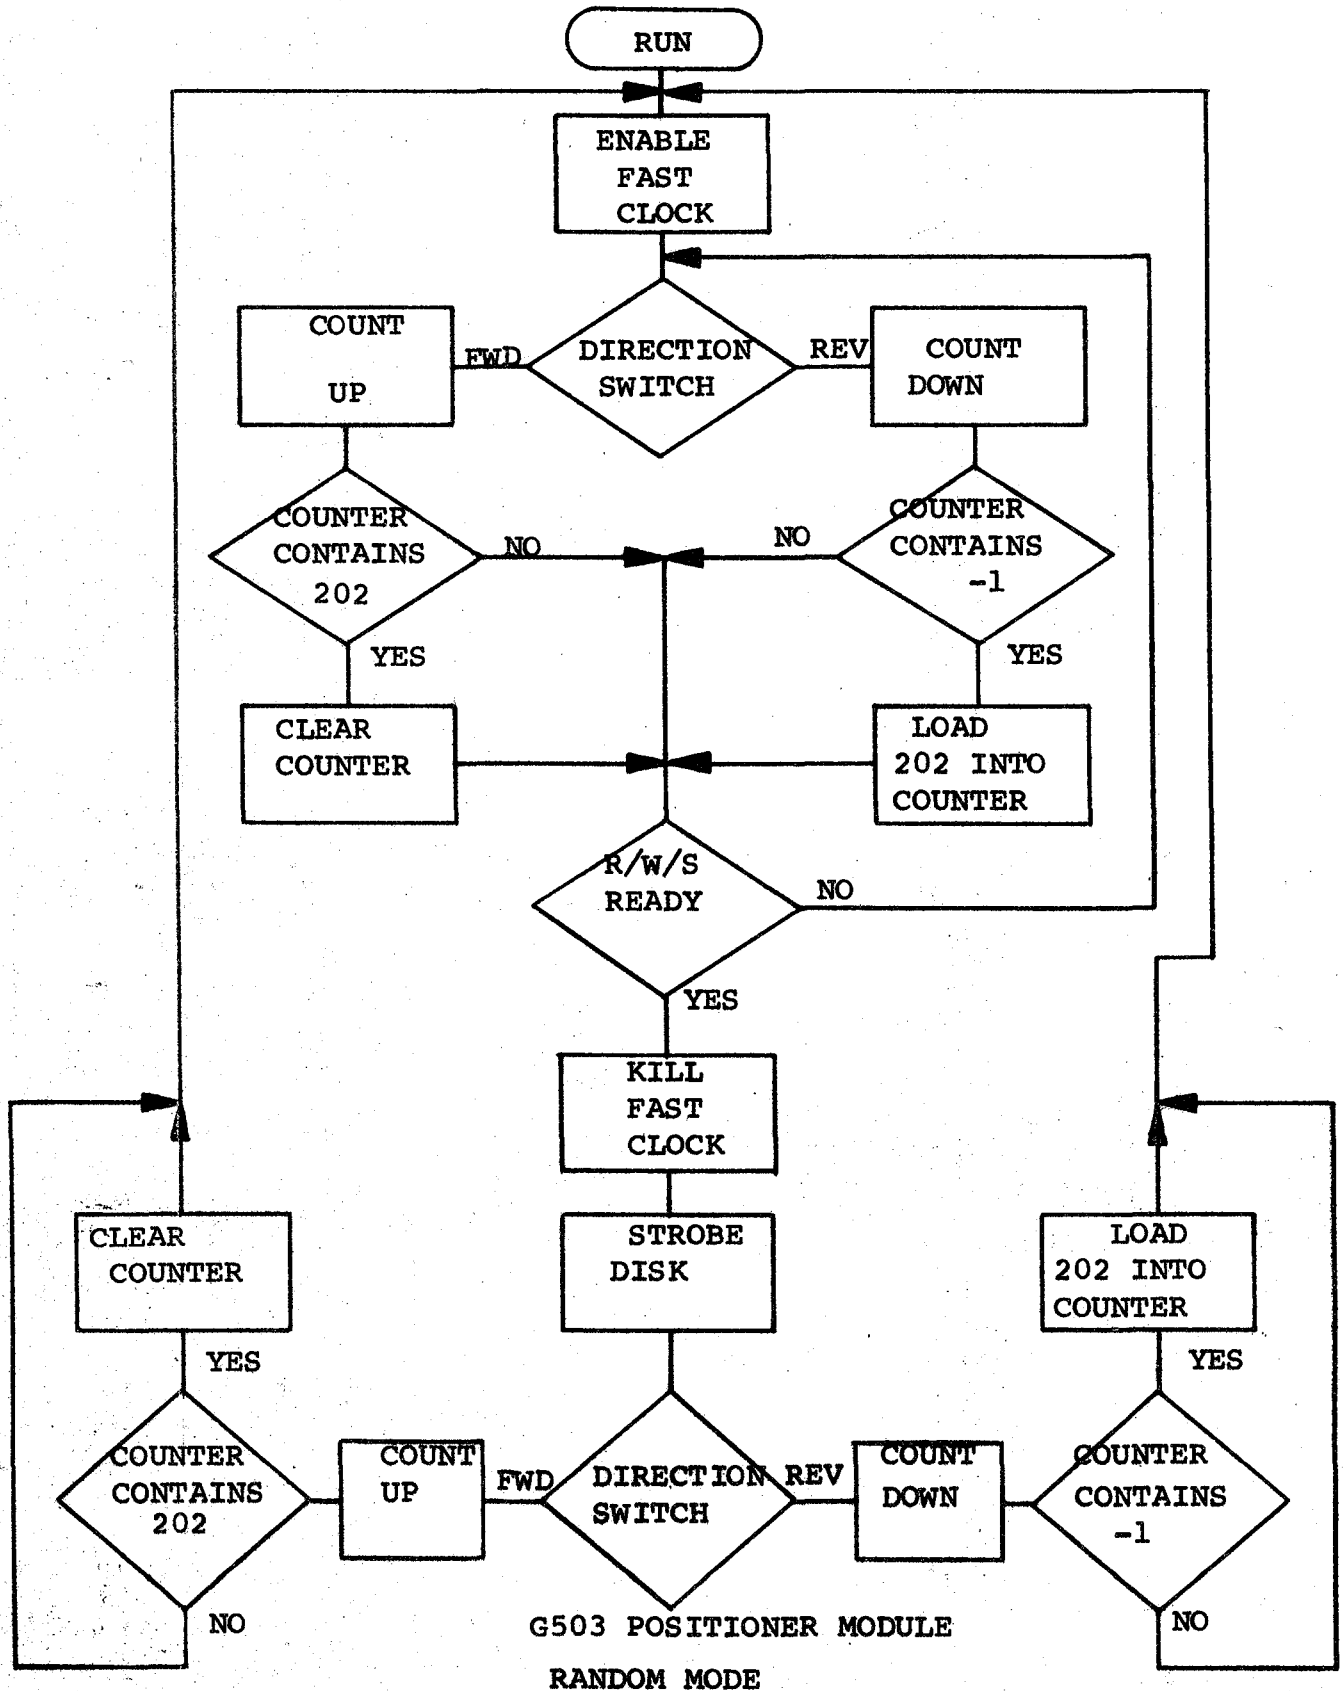 RUN
ENABLE
FAST
CLOCK
COUNT
UP
FWD
DIRECTION
SWITCH
REV
COUNT
DOWN
COUNTER
CONTAINS
202
NO
NO
COUNTER
CONTAINS
-1
YES
YES
CLEAR
COUNTER
LOAD
202 INTO
COUNTER
R/W/S
READY
NO
YES
KILL
FAST
CLOCK
CLEAR
COUNTER
STROBE
DISK
LOAD
202 INTO
COUNTER
YES
YES
COUNTER
CONTAINS
202
COUNT
UP
FWD
DIRECTION
SWITCH
REV
COUNT
DOWN
COUNTER
CONTAINS
-1
NO
NO
G503 POSITIONER MODULE
RANDOM MODE